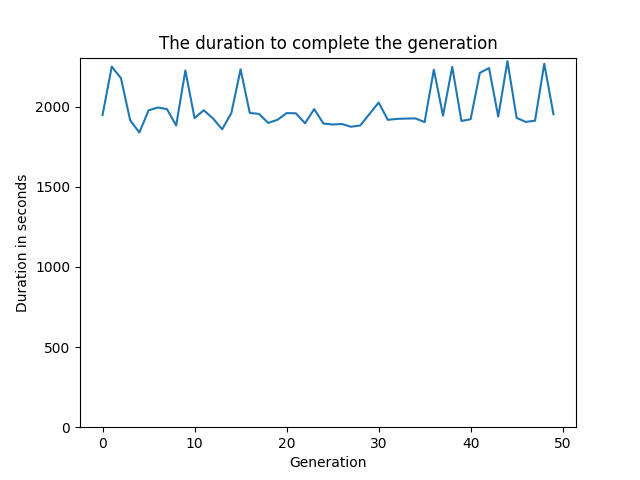 The duration to complete the generation
Duration in seconds
2000
1500
1000
500
0
0 10 20 30 40 50
Generation